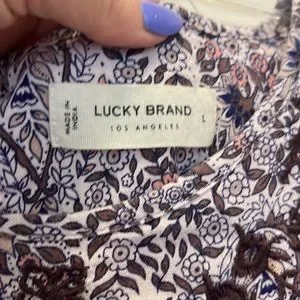 MADE IN
INDIA
LUCKY BRAND
LOS ANGELES
L